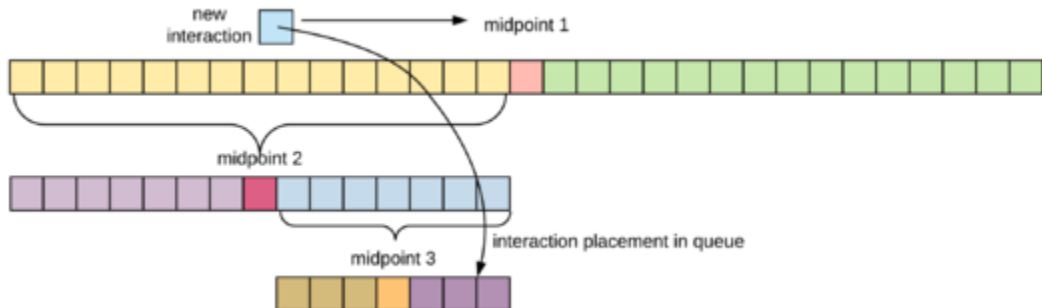 new
interaction
midpoint 1
midpoint 2
interaction placement in queue
midpoint 3